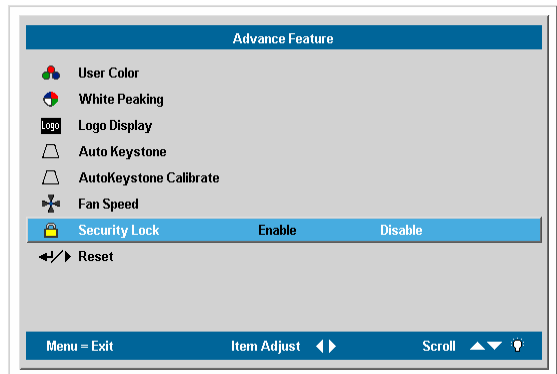 Advance Feature
User Color
White Peaking
Logo Logo Display
Auto Keystone
AutoKeystone Calibrate
Fan Speed
Security Lock Enable Disable
Reset
Menu = Exit Item Adjust Scroll